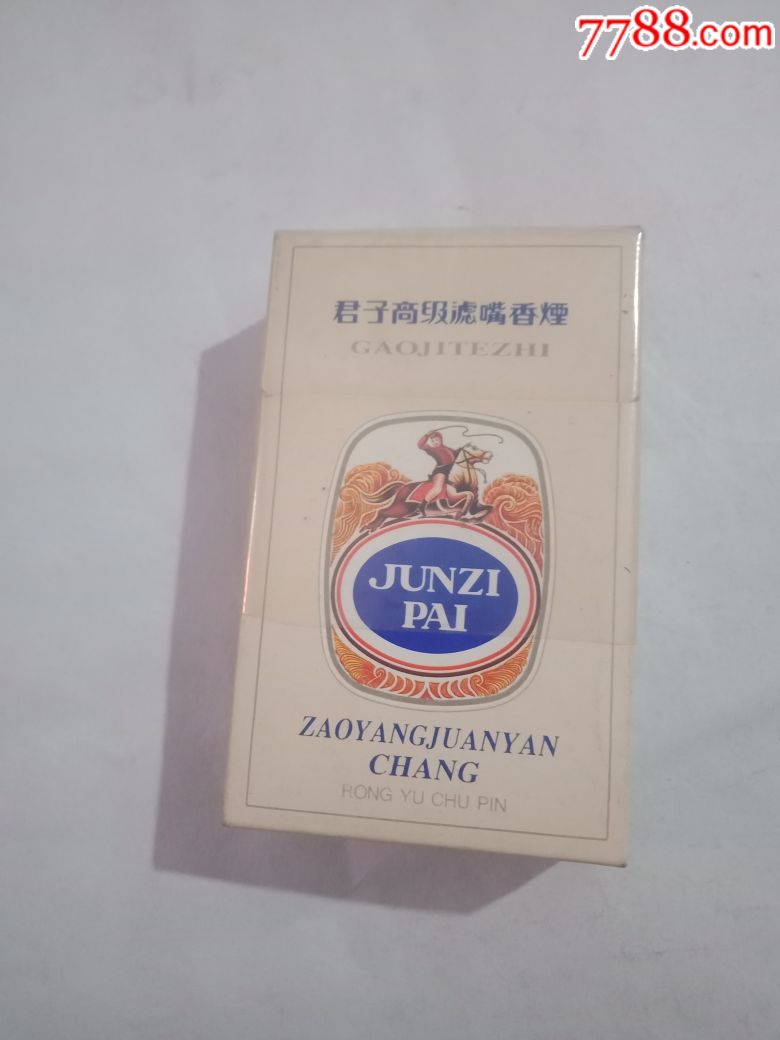 7788.com
君子高级滤嘴香煙
GAOJITEZHI
JUNZI
PAI
ZAOYANGJUANYAN
CHANG
RONG YU CHU PIN